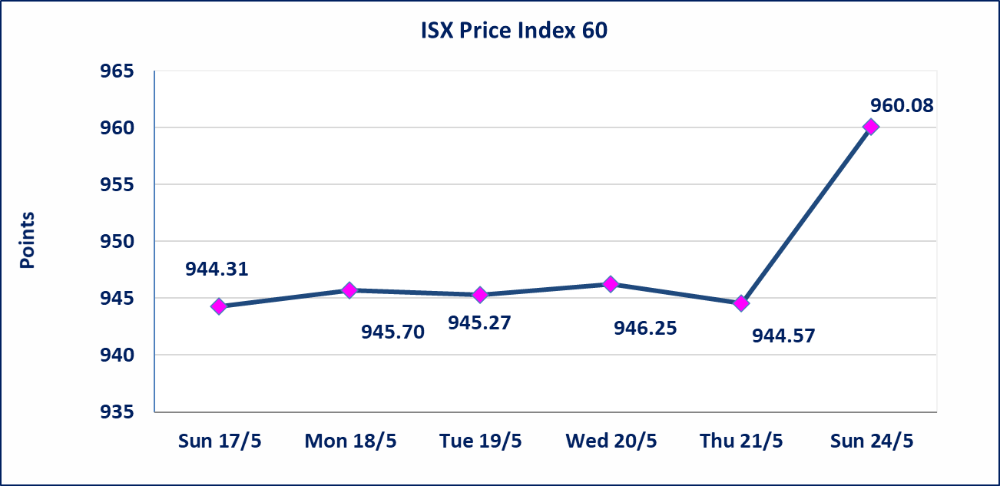 ISX Price Index 60
Points
965
960
955
950
945
940
935
944.31
945.70
945.27
946.25
944.57
960.08
Sun 17/5
Mon 18/5
Tue 19/5
Wed 20/5
Thu 21/5
Sun 24/5